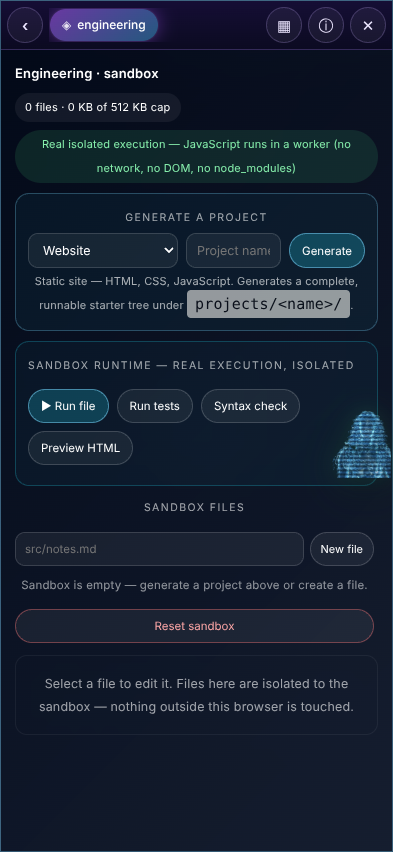 engineering
Engineering · sandbox
0 files · 0 KB of 512 KB cap
Real isolated execution — JavaScript runs in a worker (no
network, no DOM, no node_modules)
GENERATE A PROJECT
Website Project name Generate
Static site — HTML, CSS, JavaScript. Generates a complete,
runnable starter tree under projects/<name>/.
SANDBOX RUNTIME — REAL EXECUTION, ISOLATED
▶ Run file Run tests Syntax check
Preview HTML
SANDBOX FILES
src/notes.md New file
Sandbox is empty — generate a project above or create a file.
Reset sandbox
Select a file to edit it. Files here are isolated to the
sandbox — nothing outside this browser is touched.